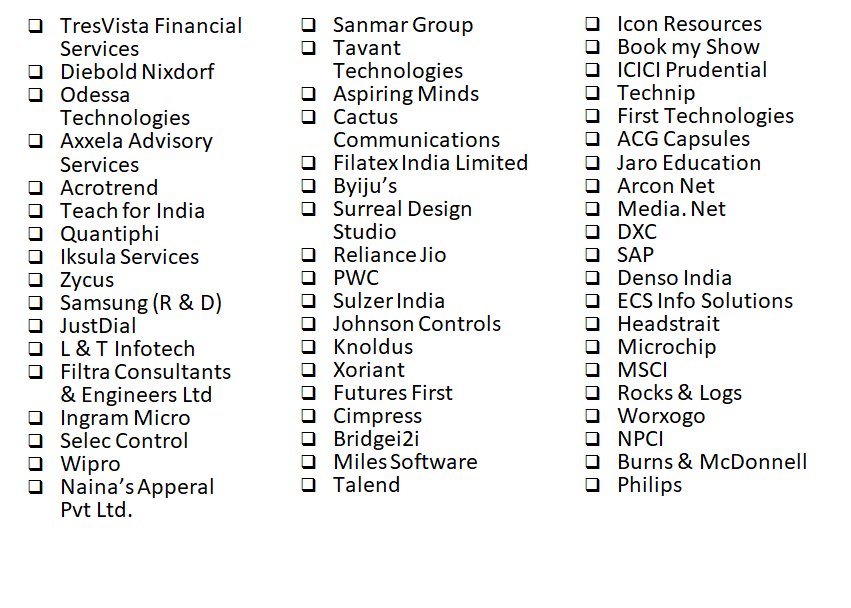 ❑ TresVista Financial
Services
❑ Diebold Nixdorf
❑ Odessa
Technologies
❑ Axxela Advisory
Services
❑ Acrotrend
❑ Teach for India
❑ Quantiphi
❑ Iksula Services
❑ Zycus
❑ Samsung (R & D)
❑ JustDial
❑ L & T Infotech
❑ Filtra Consultants
& Engineers Ltd
❑ Ingram Micro
❑ Selec Control
❑ Wipro
❑ Naina's Apperal
Pvt Ltd.
❑ Sanmar Group
❑ Tavant
Technologies
❑ Aspiring Minds
❑ Cactus
Communications
❑ Filatex India Limited
❑ Byiju's
❑ Surreal Design
Studio
❑ Reliance Jio
❑ PWC
❑ Sulzer India
❑ Johnson Controls
❑ Knoldus
❑ Xoriant
❑ Futures First
❑ Cimpress
❑ Bridgei2i
❑ Miles Software
❑ Talend
❑ Icon Resources
❑ Book my Show
❑ ICICI Prudential
❑ Technip
❑ First Technologies
❑ ACG Capsules
❑ Jaro Education
❑ Arcon Net
❑ Media. Net
❑ DXC
❑ SAP
❑ Denso India
❑ ECS Info Solutions
❑ Headstrait
❑ Microchip
❑ MSCI
❑ Rocks & Logs
❑ Worxogo
❑ NPCI
❑ Burns & McDonnell
❑ Philips